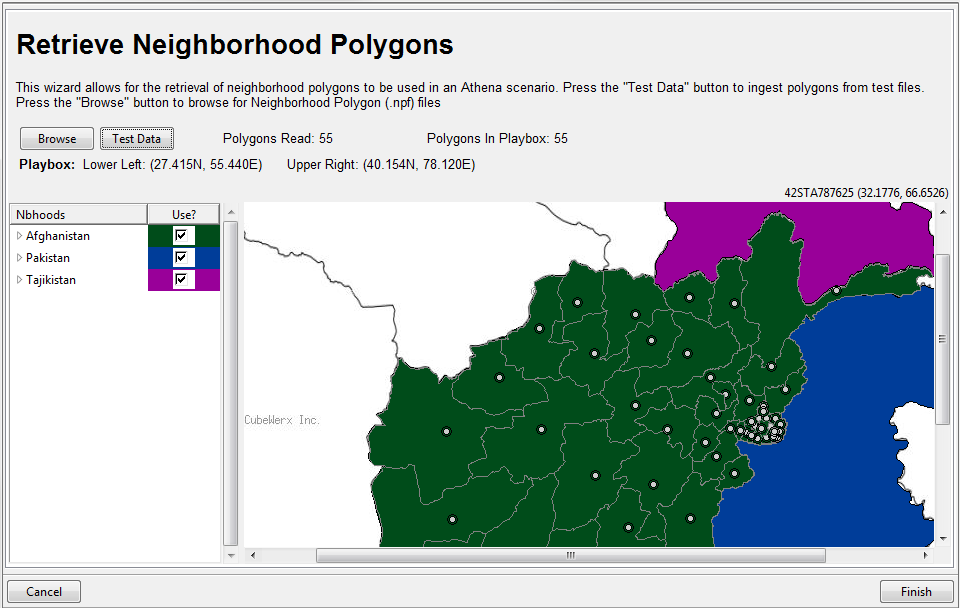 Retrieve Neighborhood Polygons
This wizard allows for the retrieval of neighborhood polygons to be used in an Athena scenario. Press the "Test Data" button to ingest polygons from test files.
Press the "Browse" button to browse for Neighborhood Polygon (.npf) files
Browse Test Data Polygons Read: 55 Polygons In Playbox: 55
Playbox: Lower Left: (27.415N, 55.440E) Upper Right: (40.154N, 78.120E)
42STA787625 (32.1776, 66.6526)
Nbhoods Use?
Afghanistan
Pakistan
Tajikistan
CubeWerx Inc.
Cancel Finish